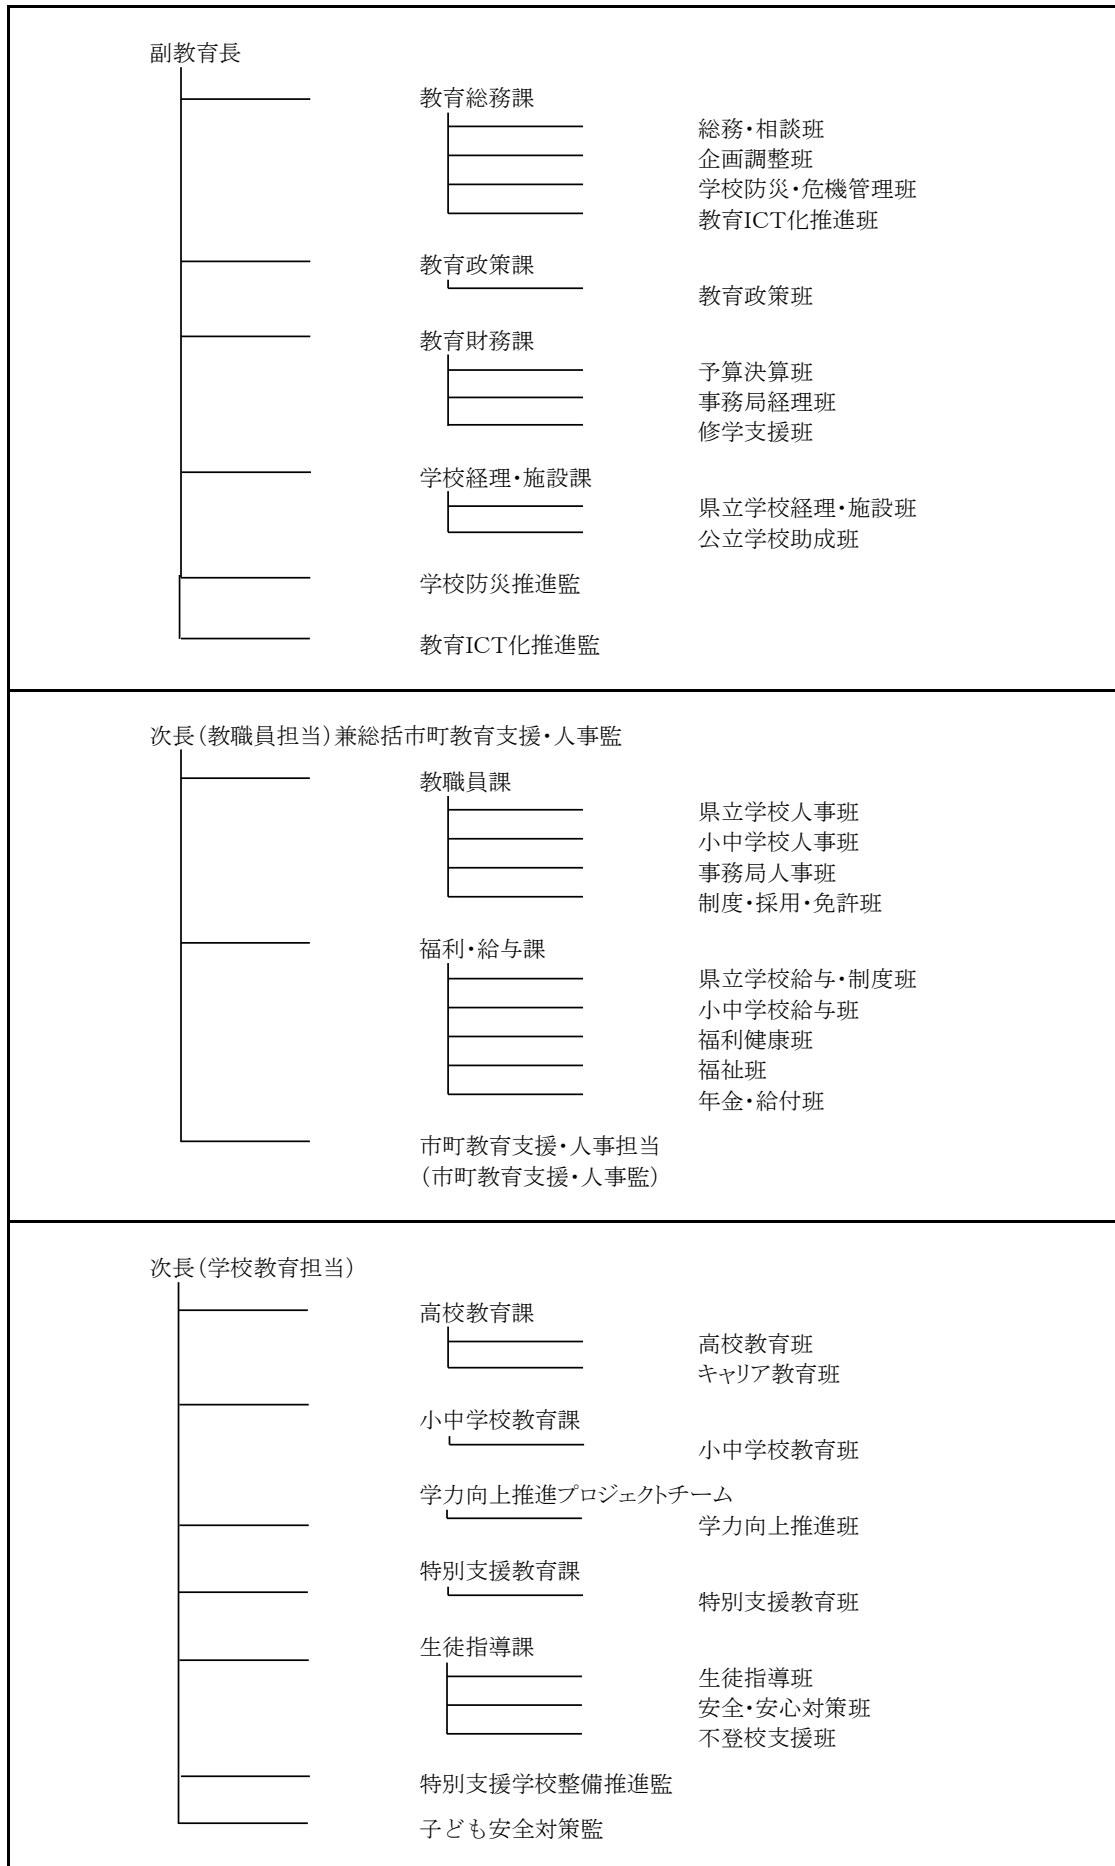 副教育長
教育総務課
総務・相談班
企画調整班
学校防災・危機管理班
教育ICT化推進班
教育政策課
教育政策班
教育財務課
予算決算班
事務局経理班
修学支援班
学校経理・施設課
県立学校経理・施設班
公立学校助成班
学校防災推進監
教育ICT化推進監
次長(教職員担当)兼総括市町教育支援・人事監
教職員課
県立学校人事班
小中学校人事班
事務局人事班
制度・採用・免許班
福利・給与課
県立学校給与・制度班
小中学校給与班
福利健康班
福祉班
年金・給付班
市町教育支援・人事担当
(市町教育支援・人事監)
次長(学校教育担当)
高校教育課
高校教育班
キャリア教育班
小中学校教育課
小中学校教育班
学力向上推進プロジェクトチーム
学力向上推進班
特別支援教育課
特別支援教育班
生徒指導課
生徒指導班
安全・安心対策班
不登校支援班
特別支援学校整備推進監
子ども安全対策監